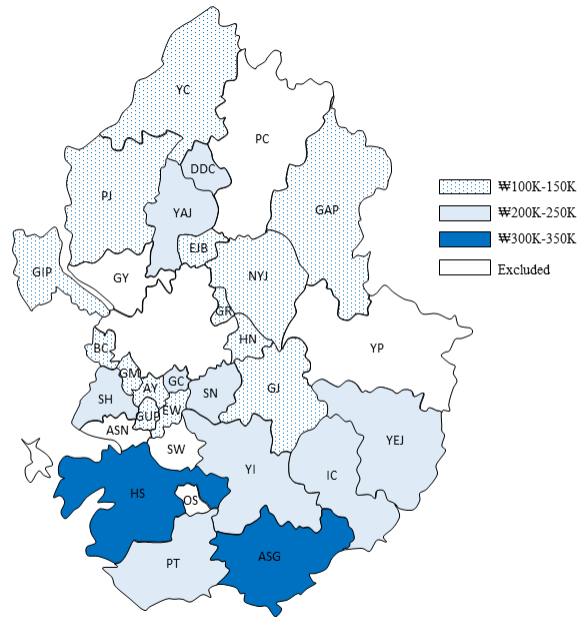 YC
PC
DDC
PJ
GAP
YAJ
EJB
GIP
GY
NYJ
GR
HN
BC
YP
GM
GC
AY
GJ
SH
SN
EW
GUP
ASN
YEJ
SW
YI
IC
HS
OS
ASG
PT
₩100K-150K
₩200K-250K
₩300K-350K
Excluded